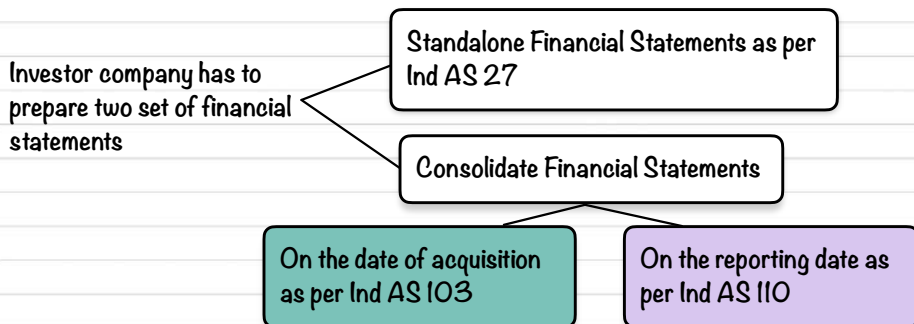 Standalone Financial Statements as per
Ind AS 27
Investor company has to
prepare two set of financial
statements
Consolidate Financial Statements
On the date of acquisition
as per Ind AS 103
On the reporting date as
per Ind AS 110